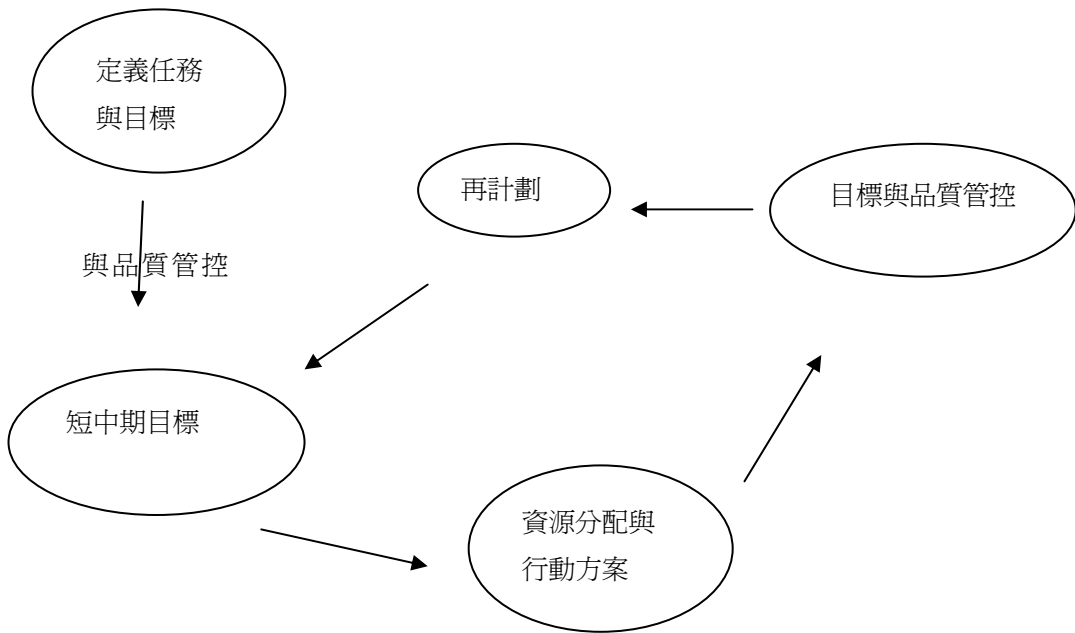 定義任務
與目標
再計劃
目標與品質管控
與品質管控
短中期目標
資源分配與
行動方案